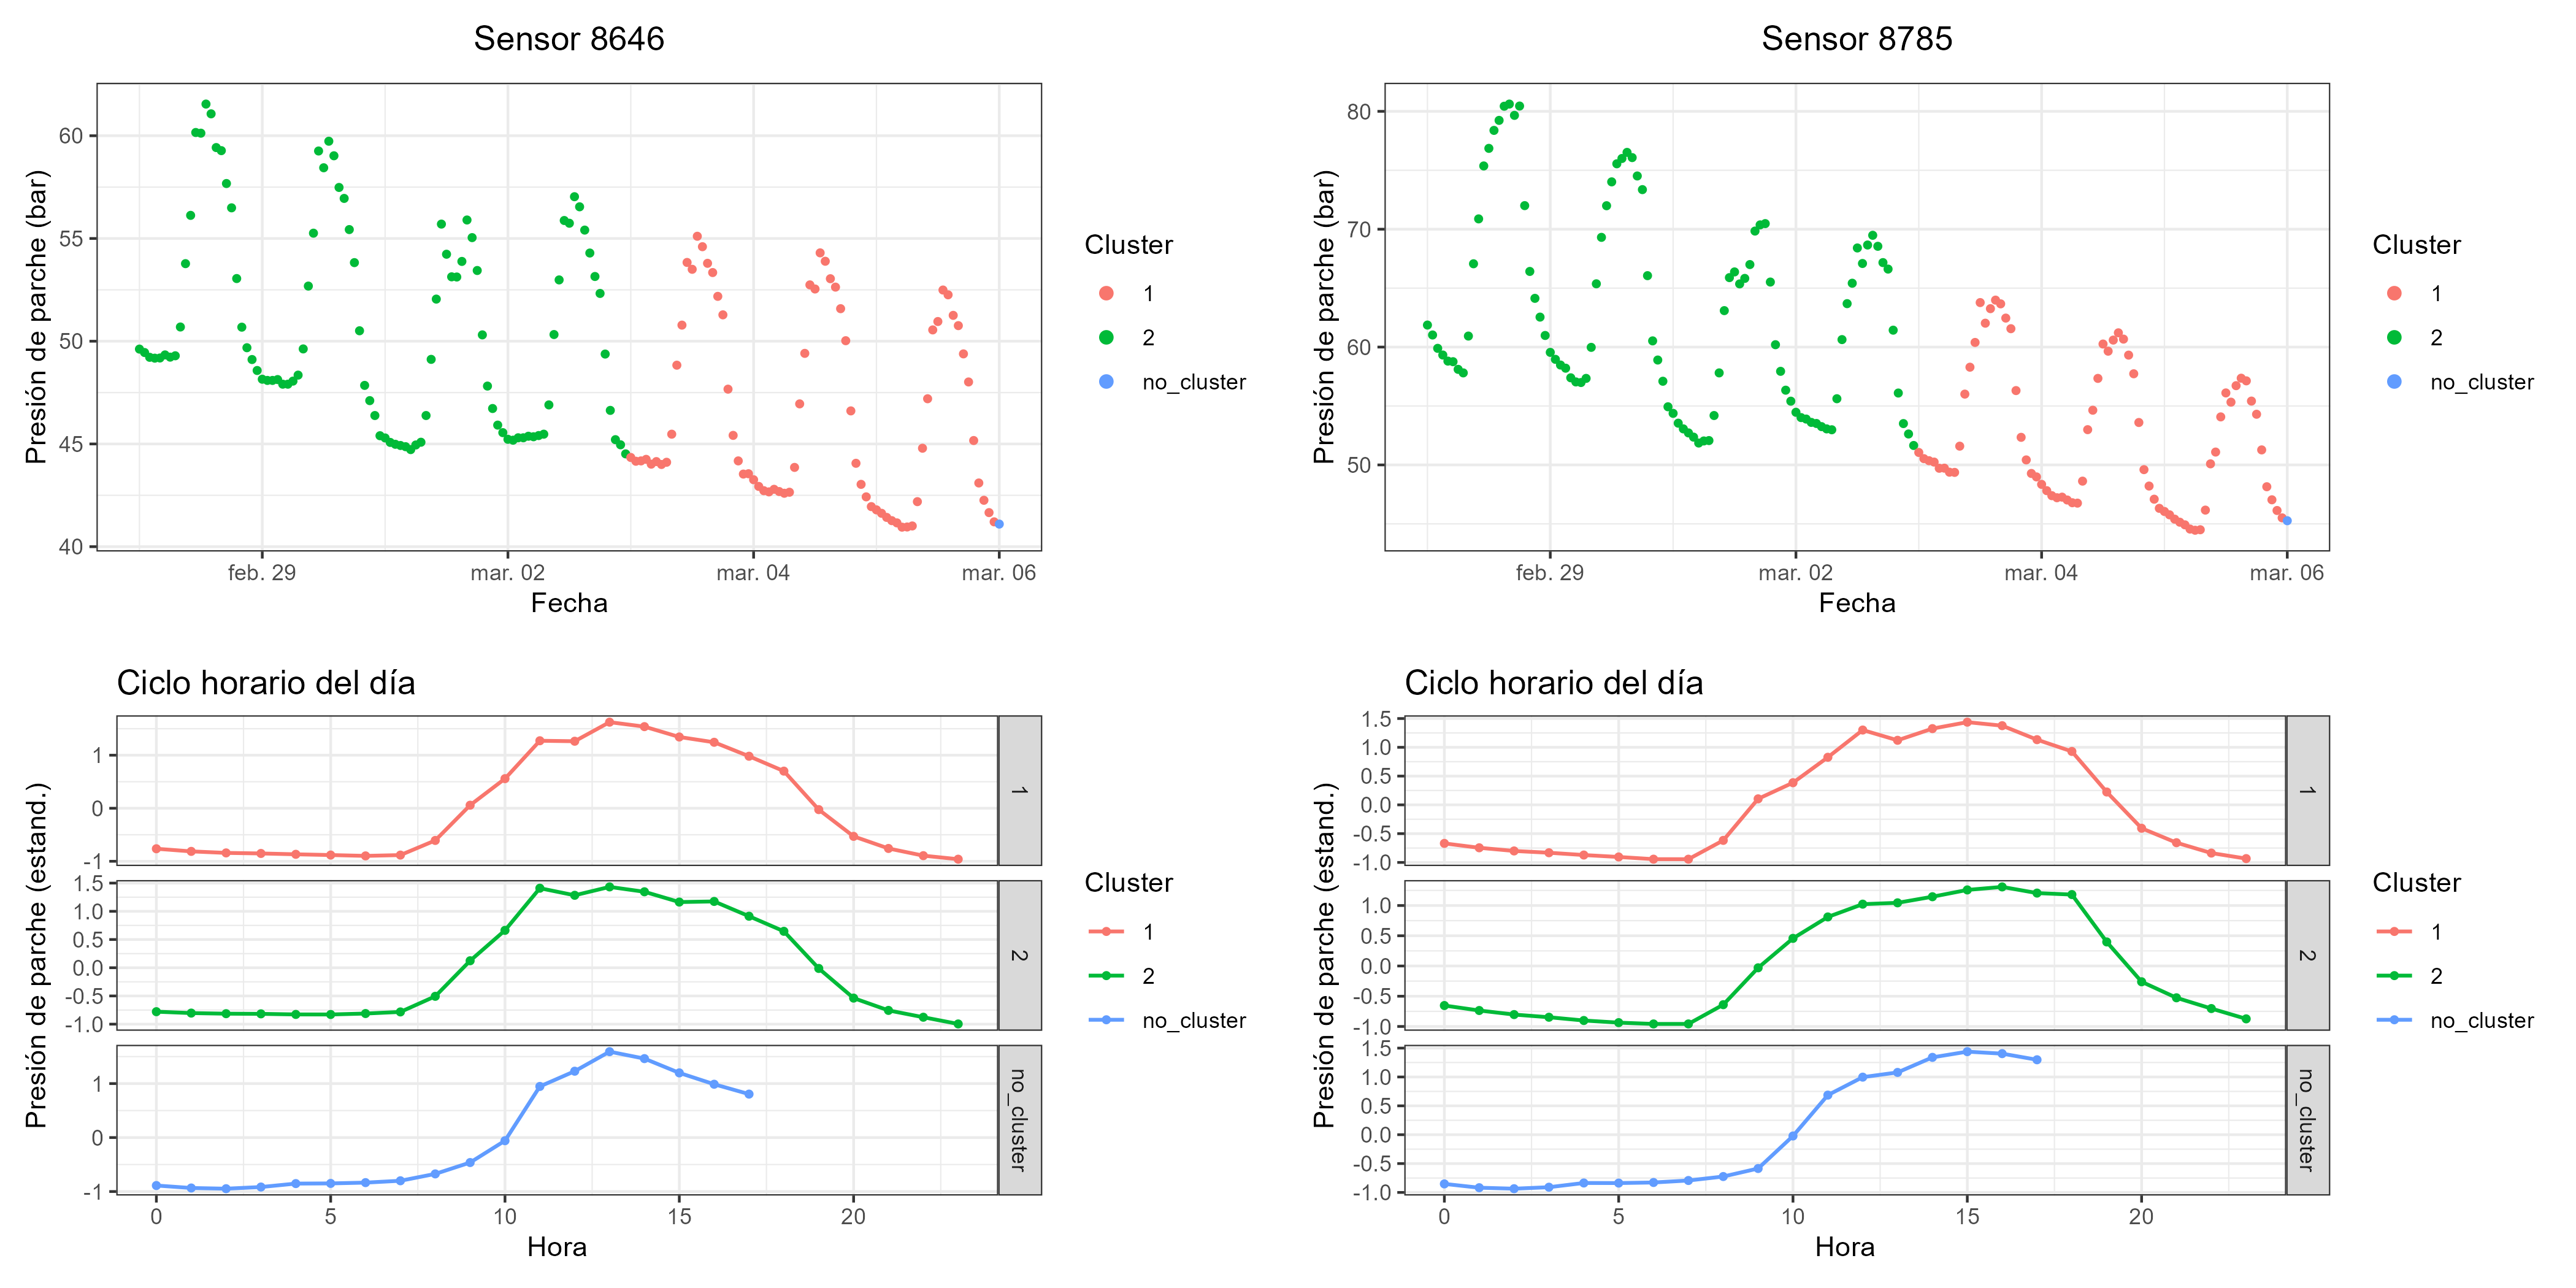 Sensor 8646
Presión de parche (bar)
60
55
50
45
40
feb. 29 mar. 02 mar. 04 mar. 06
Fecha
Cluster
1
2
no_cluster
Sensor 8785
Presión de parche (bar)
80
70
60
50
feb. 29 mar. 02 mar. 04 mar. 06
Fecha
Cluster
1
2
no_cluster
Ciclo horario del día
Presión de parche (estand.)
1
0
-1
1
1.5
1.0
0.5
0.0
-0.5
-1.0
2
1
0
-1
no_cluster
0 5 10 15 20
Hora
Cluster
1
2
no_cluster
Ciclo horario del día
Presión de parche (estand.)
1.5
1.0
0.5
0.0
-0.5
-1.0
1
1.0
0.5
0.0
-0.5
-1.0
2
1.5
1.0
0.5
0.0
-0.5
-1.0
no_cluster
0 5 10 15 20
Hora
Cluster
1
2
no_cluster